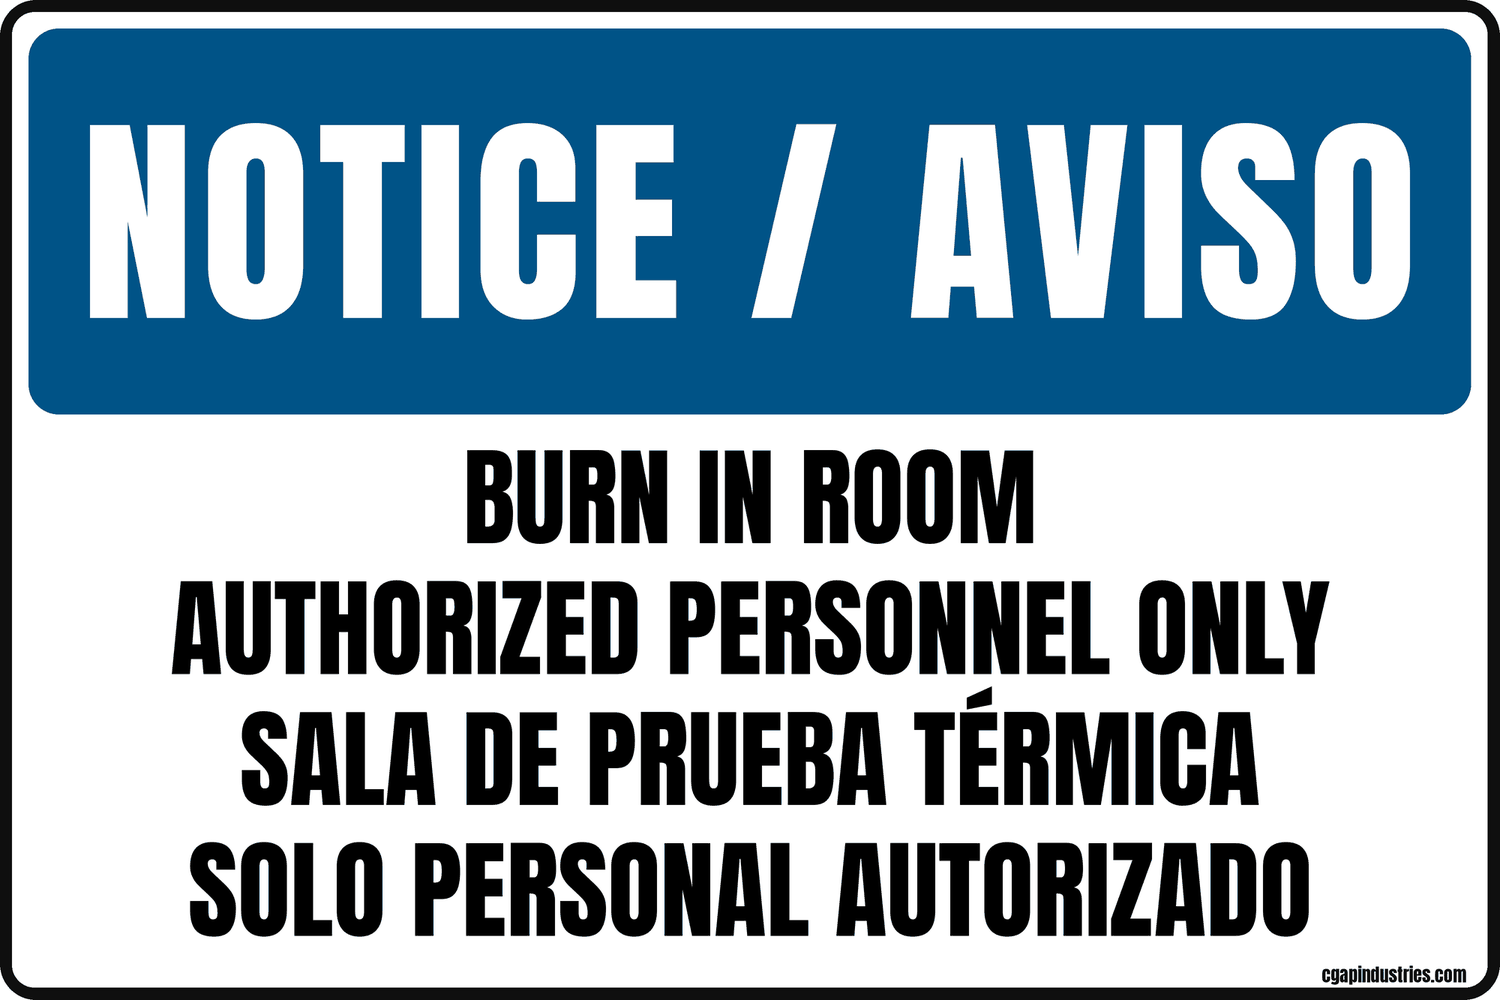 NOTICE / AVISO
BURN IN ROOM
AUTHORIZED PERSONNEL ONLY
SALA DE PRUEBA TÉRMICA
SOLO PERSONAL AUTORIZADO
cgapindustries.com